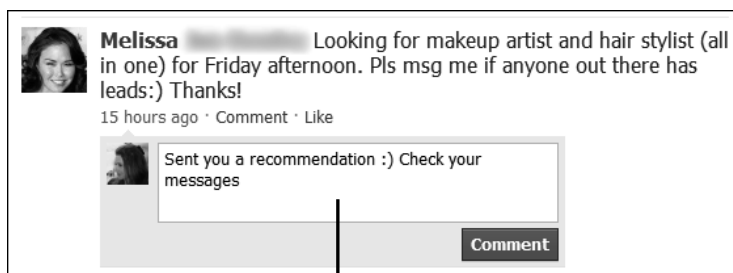 Melissa Looking for makeup artist and hair stylist (all
in one) for Friday afternoon. Pls msg me if anyone out there has
leads:) Thanks!
15 hours ago · Comment · Like
Sent you a recommendation :) Check your
messages
Comment